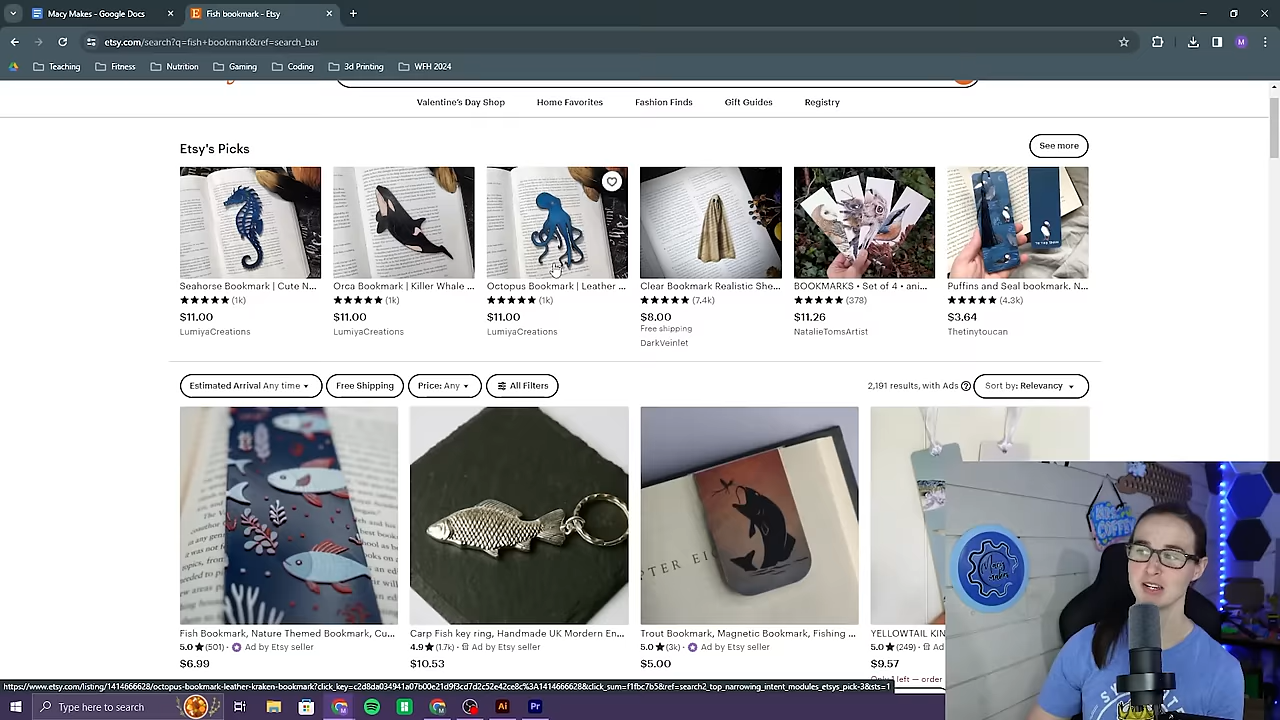 Macy Makes - Google Docs
Fish bookmark - Etsy
etsy.com/search?q=fish+bookmark&ref=search_bar
M
Teaching
Fitness
Nutrition
Gaming
Coding
3d Printing
WFH 2024
Valentine's Day Shop
Home Favorites
Fashion Finds
Gift Guides
Registry
Etsy's Picks
See more
Seahorse Bookmark | Cute N...
Orca Bookmark | Killer Whale ...
Octopus Bookmark | Leather ...
Clear Bookmark Realistic She...
BOOKMARKS • Set of 4 • ani...
Puffins and Seal bookmark. N...
(1k)
(1k)
(1k)
(7.4k)
(378)
(4.3k)
$11.00
$11.00
$11.00
$8.00
$11.26
$3.64
Free shipping
LumiyaCreations
LumiyaCreations
LumiyaCreations
DarkVeinlet
NatalieTomsArtist
Thetinytoucan
Estimated Arrival Any time
Free Shipping
Price: Any
All Filters
2,191 results, with Ads
Sort by: Relevancy
Fish Bookmark, Nature Themed Bookmark, Cu...
Carp Fish key ring, Handmade UK Mordern En...
Trout Bookmark, Magnetic Bookmark, Fishing ...
YELLOWTAIL KIN
5.0 (501) · Ad by Etsy seller
4.9 (1.7k) · Ad by Etsy seller
5.0 (3k) · Ad by Etsy seller
5.0 (249) · Ad
$6.99
$10.53
$5.00
$9.57
left — order
Type here to search
Ai
Pr